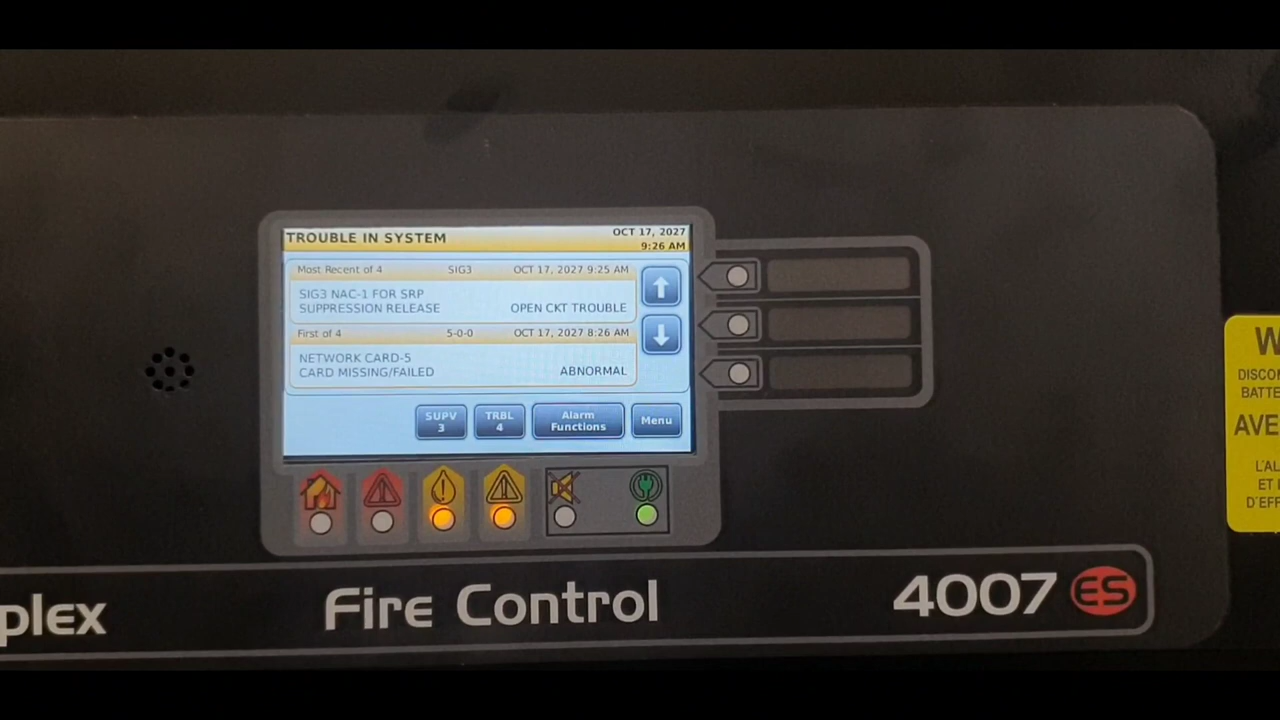 TROUBLE IN SYSTEM
OCT 17, 2027
9:26 AM
Most Recent of 4 SIG3 OCT 17, 2027 9:25 AM
SIG3 NAC-1 FOR SRP
SUPPRESSION RELEASE OPEN CKT TROUBLE
First of 4 5-0-0 OCT 17, 2027 8:26 AM
NETWORK CARD-5
CARD MISSING/FAILED ABNORMAL
SUPV
3
TRBL
4
Alarm
Functions
Menu
plex
Fire Control
4007 ES
W
DISCON
BATTE
AVE
L'AL
ET
D'EFF